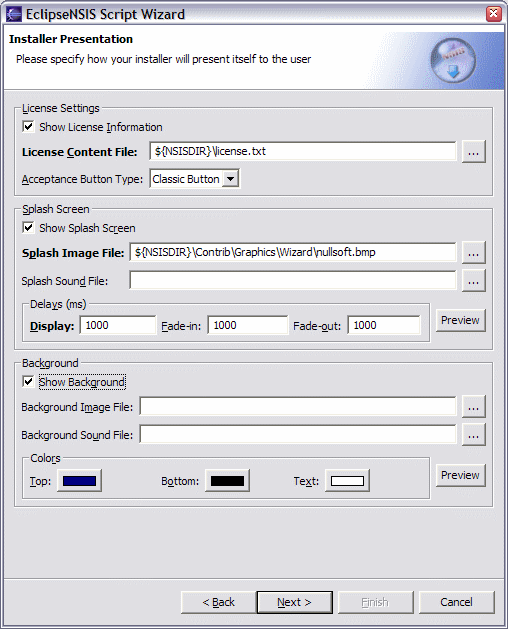 EclipseNSIS Script Wizard
Installer Presentation
Please specify how your installer will present itself to the user
License Settings
Show License Information
License Content File: ${NSISDIR}\license.txt ...
Acceptance Button Type: Classic Button
Splash Screen
Show Splash Screen
Splash Image File: ${NSISDIR}\Contrib\Graphics\Wizard\nullsoft.bmp ...
Splash Sound File: ...
Delays (ms)
Display: 1000 Fade-in: 1000 Fade-out: 1000 Preview
Background
Show Background
Background Image File: ...
Background Sound File: ...
Colors
Top: Bottom: Text: Preview
< Back Next > Finish Cancel